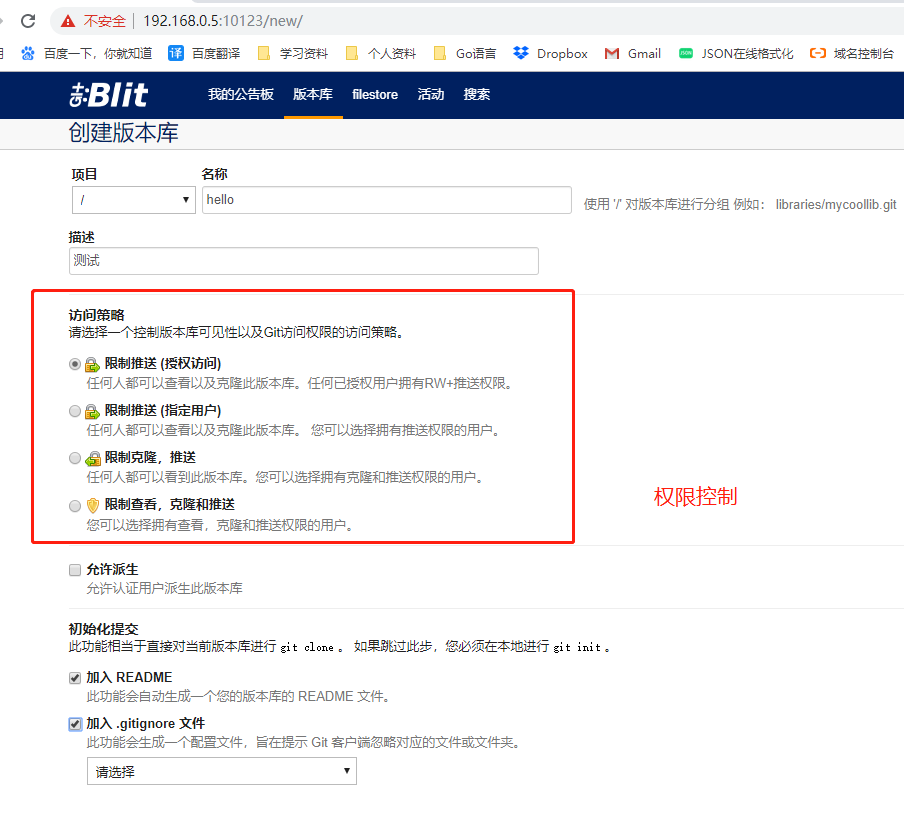 不安全 192.168.0.5:10123/new/
百度一下，你就知道 译 百度翻译 学习资料 个人资料 Go语言 Dropbox Gmail JSON在线格式化 域名控制台
Blit 我的公告板 版本库 filestore 活动 搜索
创建版本库
项目 名称
/ hello 使用 '/' 对版本库进行分组 例如： libraries/mycoollib.git
描述
测试
访问策略
请选择一个控制版本库可见性以及Git访问权限的访问策略。
限制推送 (授权访问)
任何人都可以查看以及克隆此版本库。任何已授权用户拥有RW+推送权限。
限制推送 (指定用户)
任何人都可以查看以及克隆此版本库。 您可以选择拥有推送权限的用户。
限制克隆，推送
任何人都可以看到此版本库。您可以选择拥有克隆和推送权限的用户。
限制查看，克隆和推送
您可以选择拥有查看，克隆和推送权限的用户。
权限控制
允许派生
允许认证用户派生此版本库
初始化提交
此功能相当于直接对当前版本库进行 git clone 。 如果跳过此步，您必须在本地进行 git init 。
加入 README
此功能会自动生成一个您的版本库的 README 文件。
加入 .gitignore 文件
此功能会生成一个配置文件，旨在提示 Git 客户端忽略对应的文件或文件夹。
请选择